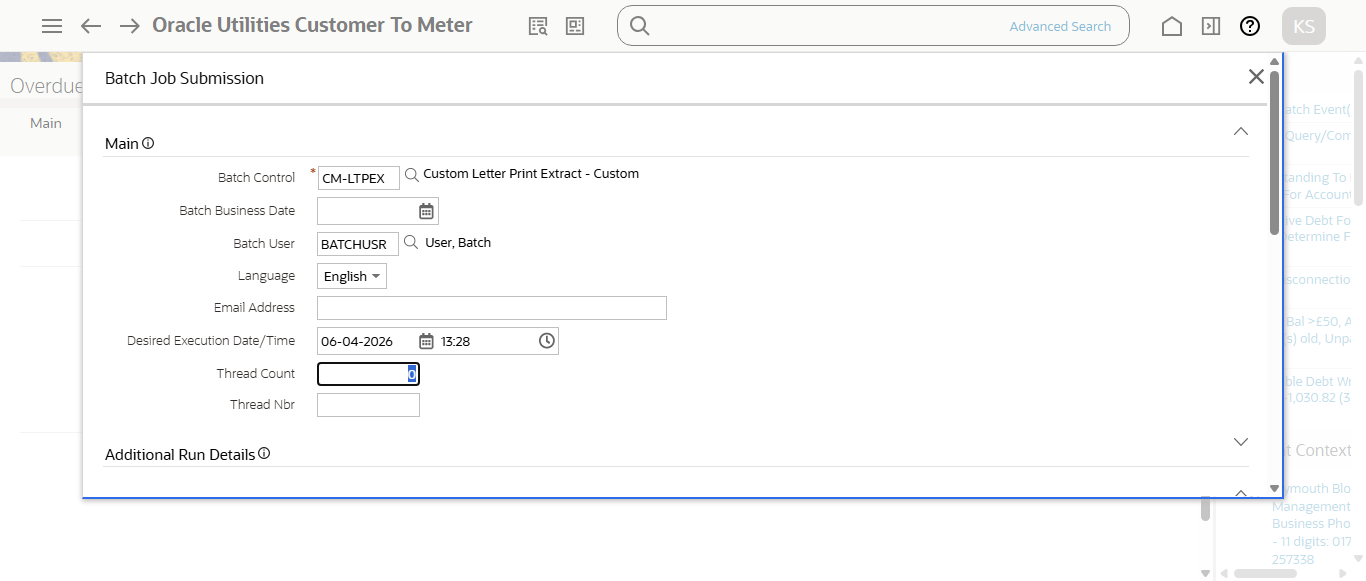 Oracle Utilities Customer To Meter
Advanced Search
KS
Batch Job Submission
Overdue
Main
Main
Batch Control * CM-LTPEX Custom Letter Print Extract - Custom
Batch Business Date
Batch User BATCHUSR User, Batch
Language English
Email Address
Desired Execution Date/Time 06-04-2026 13:28
Thread Count 0
Thread Nbr
Additional Run Details
atch Event(
Query/Com
tanding To
For Account
ve Debt Fo
etermine F
sconnectio
Bal >£50, A
s) old, Unpa
ble Debt Wr
-1,030.82 (3
t Context
ymouth Blo
Management
Business Pho
- 11 digits: 017
257338